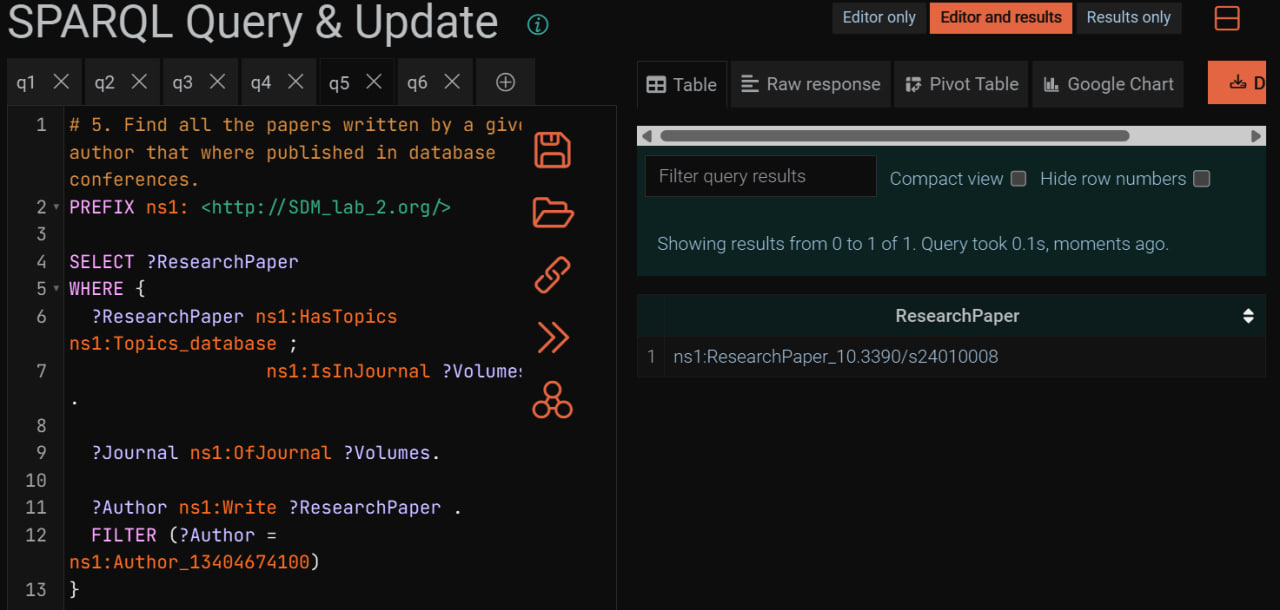 SPARQL Query & Update
Editor only
Editor and results
Results only
q1
q2
q3
q4
q5
q6
Table
Raw response
Pivot Table
Google Chart
1 # 5. Find all the papers written by a
author that where published in database
conferences.
2 PREFIX ns1: <http://SDM_lab_2.org/>
3
4 SELECT ?ResearchPaper
5 WHERE {
6 ?ResearchPaper ns1:HasTopics
ns1:Topics_database ;
7 ns1:IsInJournal ?Volumes
.
8
9 ?Journal ns1:OfJournal ?Volumes.
10
11 ?Author ns1:Write ?ResearchPaper .
12 FILTER (?Author =
ns1:Author_13404674100)
13 }
Filter query results
Compact view
Hide row numbers
Showing results from 0 to 1 of 1. Query took 0.1s, moments ago.
ResearchPaper
1 ns1:ResearchPaper_10.3390/s24010008